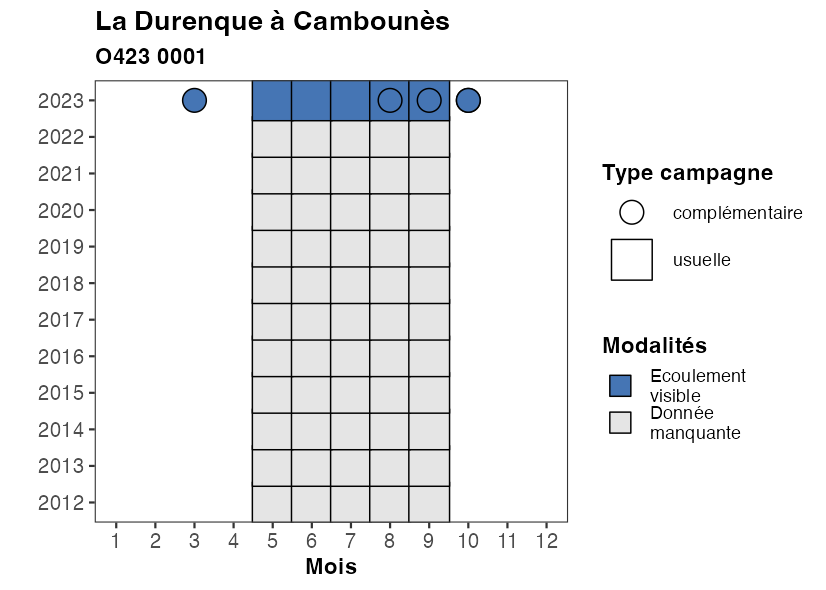 La Durenque à Cambounès
O423 0001
2023
2022
2021
2020
2019
2018
2017
2016
2015
2014
2013
2012
1 2 3 4 5 6 7 8 9 10 11 12
Mois
Type campagne
complémentaire
usuelle
Modalités
Ecoulement
visible
Donnée
manquante